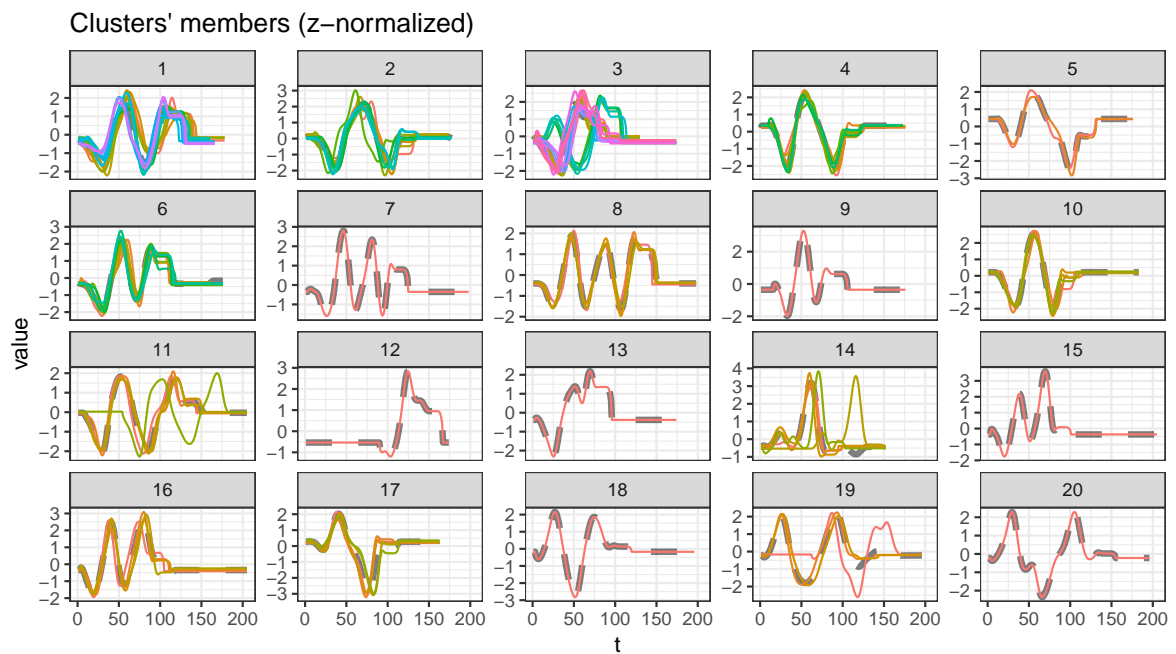 Clusters' members (z−normalized)
1 2 3 4 5
2 3 2 2
1 2 1 1 2
0 1 0 0 1
−1 0 −1 −1 0
−2 −1 −2 −2 −1
−2 −2
−3
6 7 8 9 10
3 3 2 2
2 2 1 2 1
1 1 0 0 0
0 0 −1 −1
−1 −1 −2 −2 −2
−2
value
11 12 13 14 15
2 3 2 4 3
1 2 1 3 2
0 1 0 2 1
−1 0 −1 1 0
−2 −1 −2 0 −1
−1 −2
16 17 18 19 20
3 2 2 2 2
2 1 1 1 1
1 0 0 0 0
0 −1 −1 −1 −1
−1 −2 −2 −2 −2
−2 −3 −3
0 50 100 150 200 0 50 100 150 200 0 50 100 150 200 0 50 100 150 200 0 50 100 150 200
t